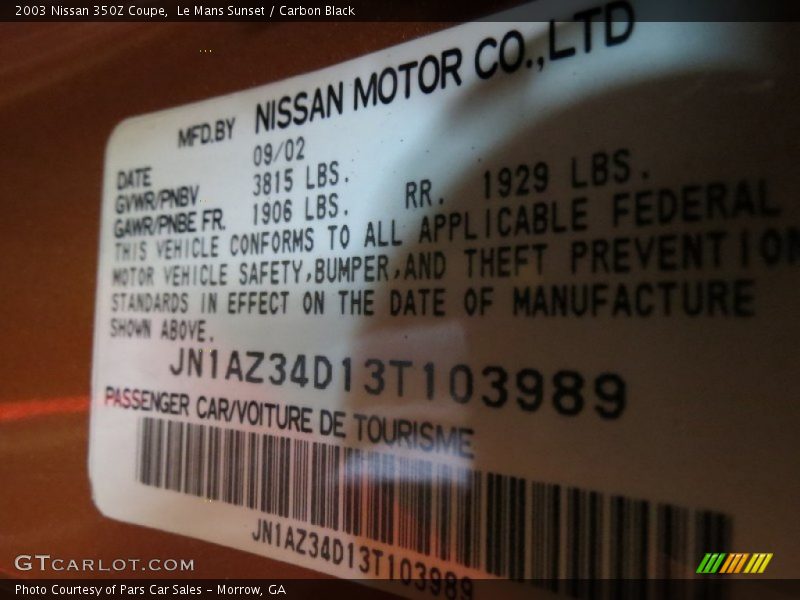 2003 Nissan 350Z Coupe,  Le Mans Sunset / Carbon Black
MFD.BY NISSAN MOTOR CO.,LTD
DATE 09/02
GVWR/PNBV 3815 LBS.
GAWR/PNBE FR. 1906 LBS. RR. 1929 LBS.
THIS VEHICLE CONFORMS TO ALL APPLICABLE FEDERAL
MOTOR VEHICLE SAFETY,BUMPER,AND THEFT PREVENTION
STANDARDS IN EFFECT ON THE DATE OF MANUFACTURE
SHOWN ABOVE.
JN1AZ34D13T103989
PASSENGER CAR/VOITURE DE TOURISME
JN1AZ34D13T103989
GTCARLOT.COM
Photo Courtesy of Pars Car Sales - Morrow, GA